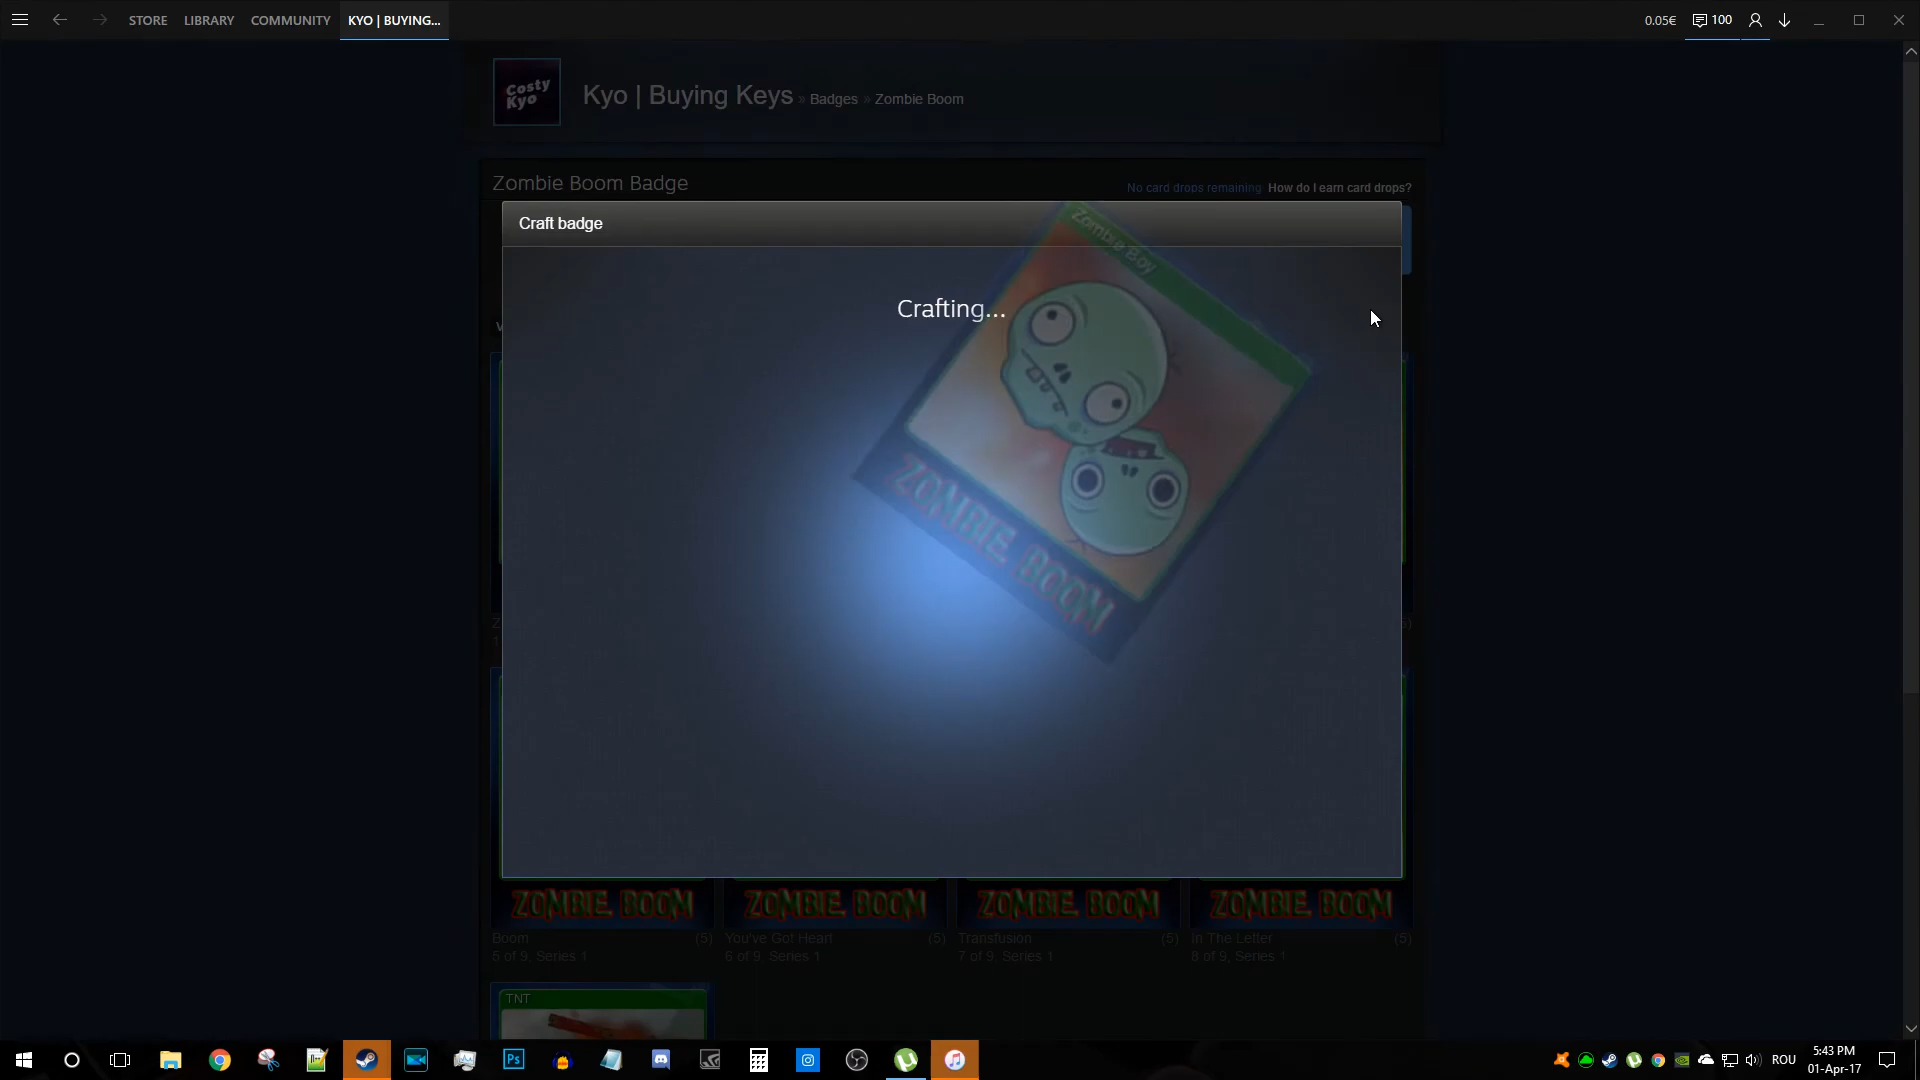 STORE LIBRARY COMMUNITY KYO | BUYING... 0.05€ 100
Costy
Kyo
Kyo | Buying Keys » Badges » Zombie Boom
Zombie Boom Badge No card drops remaining How do I earn card drops?
Craft badge
Zombie Boy
Crafting...
ZOMBIE BOOM
ZOMBIE BOOM ZOMBIE BOOM ZOMBIE BOOM ZOMBIE BOOM
Boom (5) You've Got Heart (5) Transfusion (5) In The Letter (5)
5 of 9, Series 1 6 of 9, Series 1 7 of 9, Series 1 8 of 9, Series 1
TNT
Ps
ROU 5:43 PM
01-Apr-17